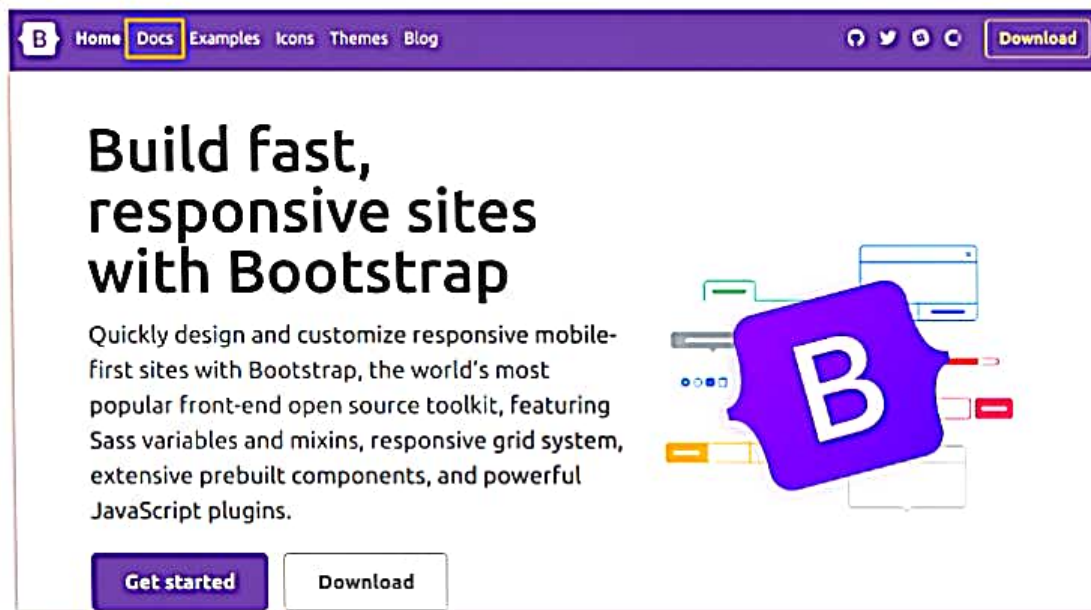 B Home Docs Examples Icons Themes Blog Download
Build fast,
responsive sites
with Bootstrap
Quickly design and customize responsive mobile-
first sites with Bootstrap, the world's most
popular front-end open source toolkit, featuring
Sass variables and mixins, responsive grid system,
extensive prebuilt components, and powerful
JavaScript plugins.
B
Get started Download